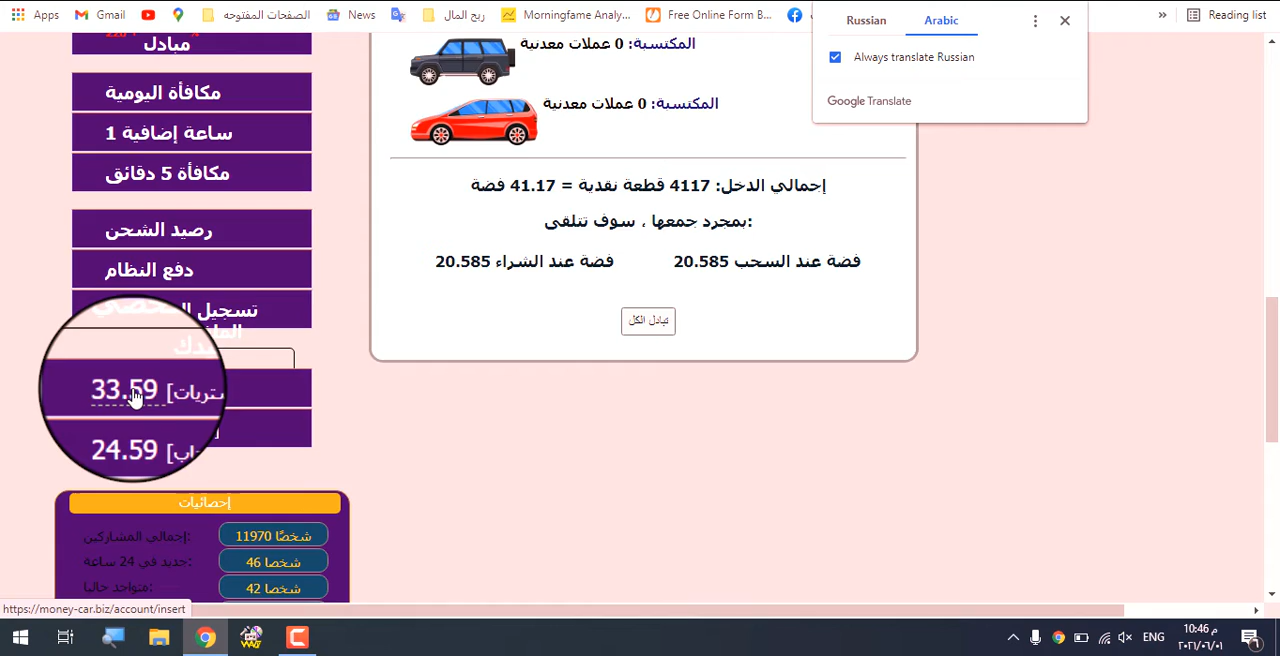 Apps
Gmail
الصفحات المفتوحه
News
ربح المال
Morningfame Analy...
Free Online Form B...
Reading list
Russian
Arabic
Always translate Russian
Google Translate
مبادل
مكافأة اليومية
ساعة إضافية 1
مكافأة 5 دقائق
رصيد الشحن
دفع النظام
تسجيل
33.59
24.59
إحصائيات
إجمالي المشاركين:
شخصًا 11970
جديد في 24 ساعة:
شخصا 46
متواجد حاليا:
شخصا 42
المكتسبة: 0 عملات معدنية
المكتسبة: 0 عملات معدنية
إجمالي الدخل: 4117 قطعة نقدية = 41.17 فضة
بمجرد جمعها ، سوف تتلقى:
فضة عند السحب 20.585
فضة عند الشراء 20.585
تبادل الكل
https://money-car.biz/account/insert
ENG
10:46 م
٢٠٢١/٠٦/٠١